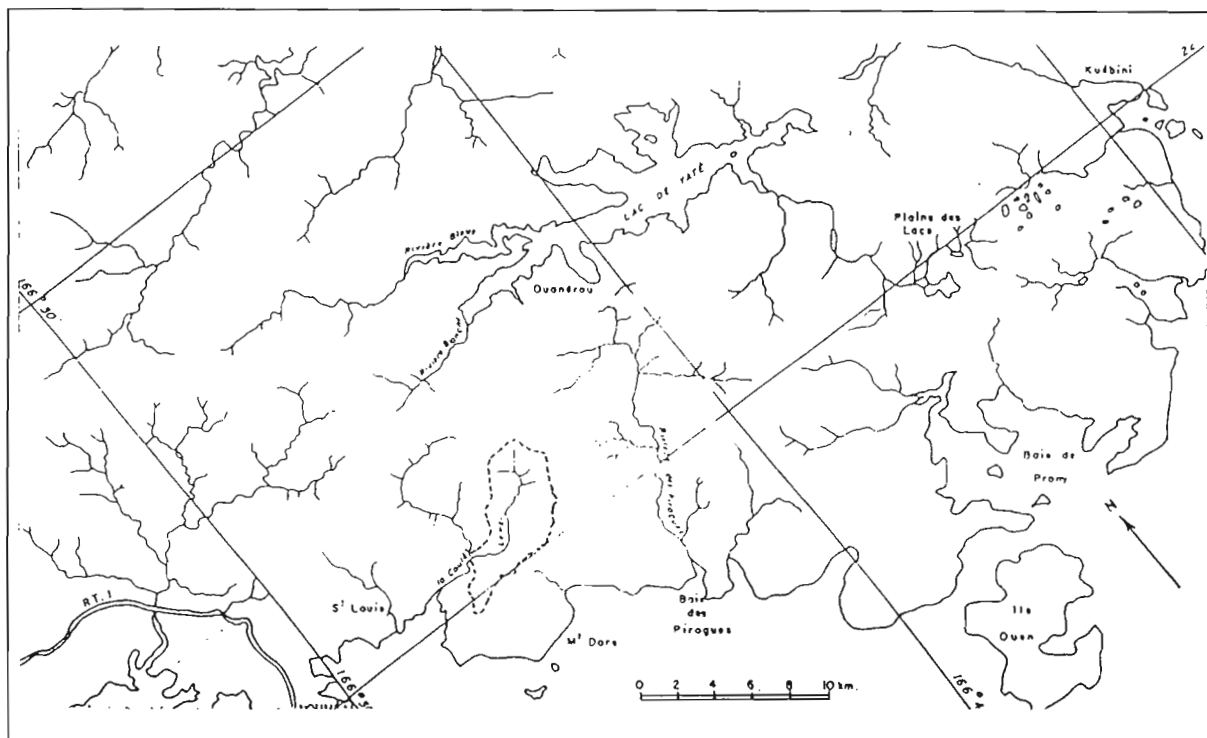 Kuébini
LAC DE YATÉ
Plaine des
Lacs
Rivière Bleue
Ouénarou
Rivière Blanche
166° 30
Baie de
Prony
N
la Coulée
Lembi
RT. 1
St Louis
Mt Dore
Baie
des
Pirogues
Ile
Ouen
0 2 4 6 8 10 km.